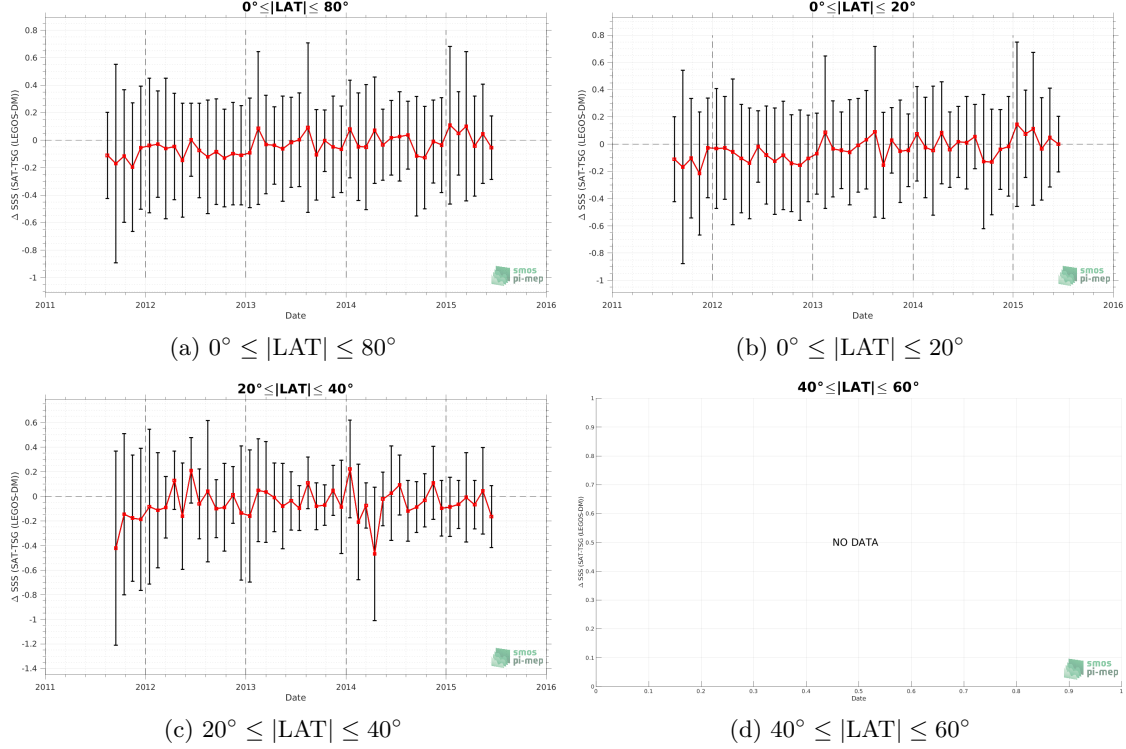 0°≤|LAT|≤ 80°
Δ SSS (SAT-TSG (LEGOS-DM))
0.8
0.6
0.4
0.2
0
-0.2
-0.4
-0.6
-0.8
-1
2011 2012 2013 2014 2015 2016
Date
smos
pi-mep
(a) 0° ≤ |LAT| ≤ 80°
0°≤|LAT|≤ 20°
Δ SSS (SAT-TSG (LEGOS-DM))
0.8
0.6
0.4
0.2
0
-0.2
-0.4
-0.6
-0.8
-1
2011 2012 2013 2014 2015 2016
Date
smos
pi-mep
(b) 0° ≤ |LAT| ≤ 20°
20°≤|LAT|≤ 40°
Δ SSS (SAT-TSG (LEGOS-DM))
0.6
0.4
0.2
0
-0.2
-0.4
-0.6
-0.8
-1
-1.2
-1.4
2011 2012 2013 2014 2015 2016
Date
smos
pi-mep
(c) 20° ≤ |LAT| ≤ 40°
40°≤|LAT|≤ 60°
Δ SSS (SAT-TSG (LEGOS-DM))
1
0.9
0.8
0.7
0.6
0.5
0.4
0.3
0.2
0.1
0
NO DATA
0 0.1 0.2 0.3 0.4 0.5 0.6 0.7 0.8 0.9 1
Date
smos
pi-mep
(d) 40° ≤ |LAT| ≤ 60°